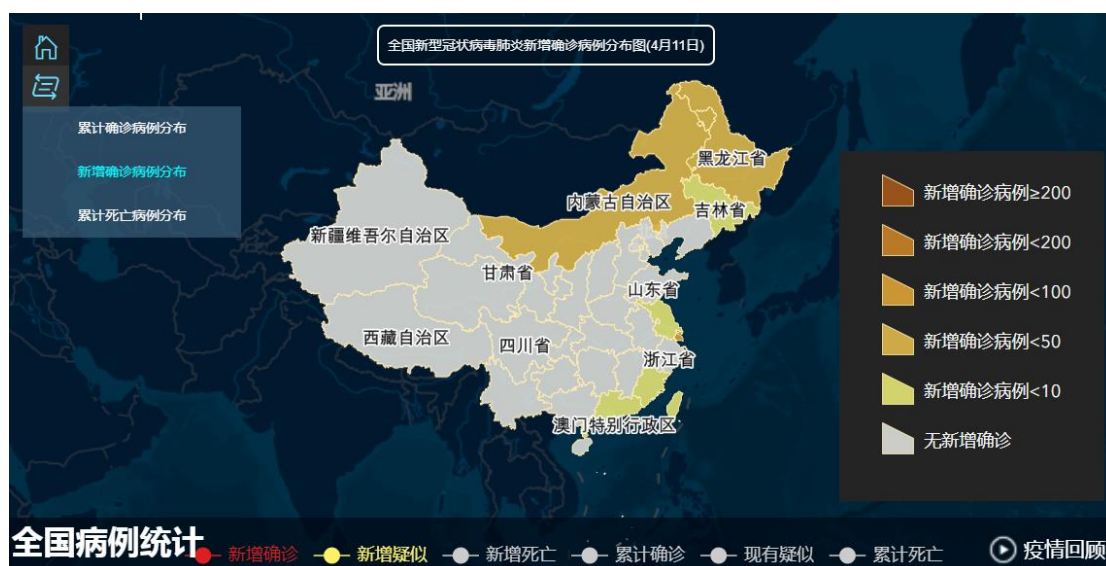 全国新型冠状病毒肺炎新增确诊病例分布图(4月11日)
亚洲
累计确诊病例分布
新增确诊病例分布
累计死亡病例分布
黑龙江省
内蒙古自治区
吉林省
新疆维吾尔自治区
甘肃省
山东省
西藏自治区
四川省
浙江省
澳门特别行政区
新增确诊病例≥200
新增确诊病例<200
新增确诊病例<100
新增确诊病例<50
新增确诊病例<10
无新增确诊
全国病例统计
新增确诊 新增疑似 新增死亡 累计确诊 现有疑似 累计死亡
疫情回顾